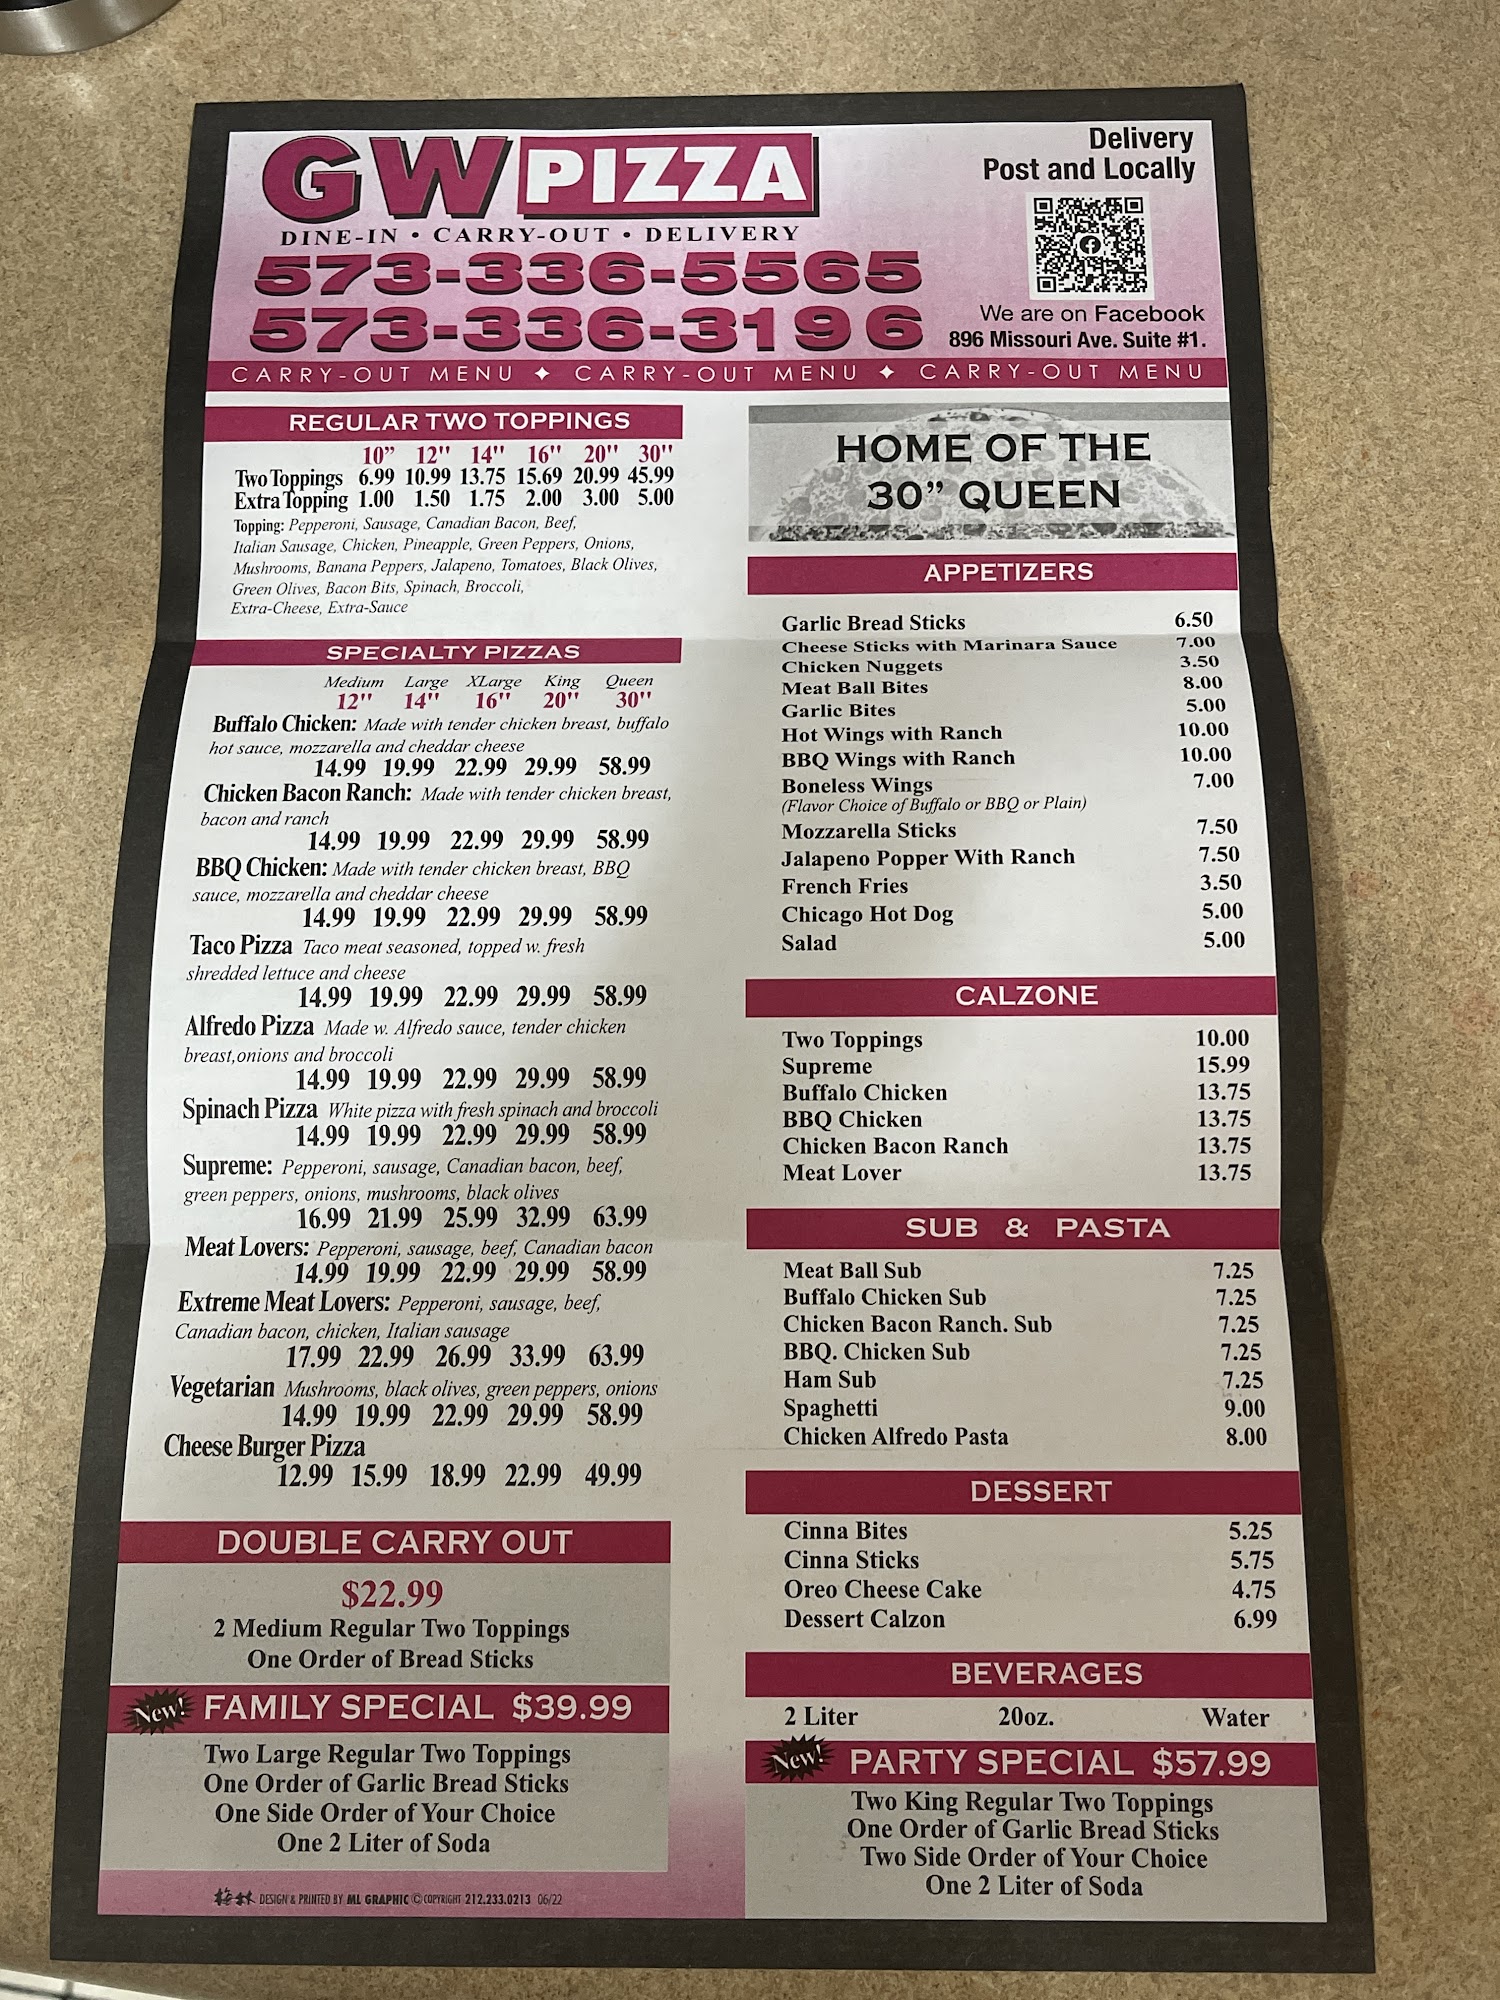 GW PIZZA
DINE-IN • CARRY-OUT • DELIVERY
573-336-5565
573-336-3196
Delivery
Post and Locally
We are on Facebook
896 Missouri Ave. Suite #1.
CARRY-OUT MENU ✦ CARRY-OUT MENU ✦ CARRY-OUT MENU
REGULAR TWO TOPPINGS
10” 12" 14" 16" 20" 30"
Two Toppings 6.99 10.99 13.75 15.69 20.99 45.99
Extra Topping 1.00 1.50 1.75 2.00 3.00 5.00
Topping: Pepperoni, Sausage, Canadian Bacon, Beef,
Italian Sausage, Chicken, Pineapple, Green Peppers, Onions,
Mushrooms, Banana Peppers, Jalapeno, Tomatoes, Black Olives,
Green Olives, Bacon Bits, Spinach, Broccoli,
Extra-Cheese, Extra-Sauce
SPECIALTY PIZZAS
Medium Large XLarge King Queen
12" 14" 16" 20" 30"
Buffalo Chicken: Made with tender chicken breast, buffalo
hot sauce, mozzarella and cheddar cheese
14.99 19.99 22.99 29.99 58.99
Chicken Bacon Ranch: Made with tender chicken breast,
bacon and ranch
14.99 19.99 22.99 29.99 58.99
BBQ Chicken: Made with tender chicken breast, BBQ
sauce, mozzarella and cheddar cheese
14.99 19.99 22.99 29.99 58.99
Taco Pizza Taco meat seasoned, topped w. fresh
shredded lettuce and cheese
14.99 19.99 22.99 29.99 58.99
Alfredo Pizza Made w. Alfredo sauce, tender chicken
breast,onions and broccoli
14.99 19.99 22.99 29.99 58.99
Spinach Pizza White pizza with fresh spinach and broccoli
14.99 19.99 22.99 29.99 58.99
Supreme: Pepperoni, sausage, Canadian bacon, beef,
green peppers, onions, mushrooms, black olives
16.99 21.99 25.99 32.99 63.99
Meat Lovers: Pepperoni, sausage, beef, Canadian bacon
14.99 19.99 22.99 29.99 58.99
Extreme Meat Lovers: Pepperoni, sausage, beef,
Canadian bacon, chicken, Italian sausage
17.99 22.99 26.99 33.99 63.99
Vegetarian Mushrooms, black olives, green peppers, onions
14.99 19.99 22.99 29.99 58.99
Cheese Burger Pizza
12.99 15.99 18.99 22.99 49.99
DOUBLE CARRY OUT
$22.99
2 Medium Regular Two Toppings
One Order of Bread Sticks
New! FAMILY SPECIAL $39.99
Two Large Regular Two Toppings
One Order of Garlic Bread Sticks
One Side Order of Your Choice
One 2 Liter of Soda
DESIGN & PRINTED BY ML GRAPHIC © COPYRIGHT 212.233.0213 06/22
HOME OF THE
30” QUEEN
APPETIZERS
Garlic Bread Sticks 6.50
Cheese Sticks with Marinara Sauce 7.00
Chicken Nuggets 3.50
Meat Ball Bites 8.00
Garlic Bites 5.00
Hot Wings with Ranch 10.00
BBQ Wings with Ranch 10.00
Boneless Wings 7.00
(Flavor Choice of Buffalo or BBQ or Plain)
Mozzarella Sticks 7.50
Jalapeno Popper With Ranch 7.50
French Fries 3.50
Chicago Hot Dog 5.00
Salad 5.00
CALZONE
Two Toppings 10.00
Supreme 15.99
Buffalo Chicken 13.75
BBQ Chicken 13.75
Chicken Bacon Ranch 13.75
Meat Lover 13.75
SUB & PASTA
Meat Ball Sub 7.25
Buffalo Chicken Sub 7.25
Chicken Bacon Ranch. Sub 7.25
BBQ. Chicken Sub 7.25
Ham Sub 7.25
Spaghetti 9.00
Chicken Alfredo Pasta 8.00
DESSERT
Cinna Bites 5.25
Cinna Sticks 5.75
Oreo Cheese Cake 4.75
Dessert Calzon 6.99
BEVERAGES
2 Liter 20oz. Water
New! PARTY SPECIAL $57.99
Two King Regular Two Toppings
One Order of Garlic Bread Sticks
Two Side Order of Your Choice
One 2 Liter of Soda